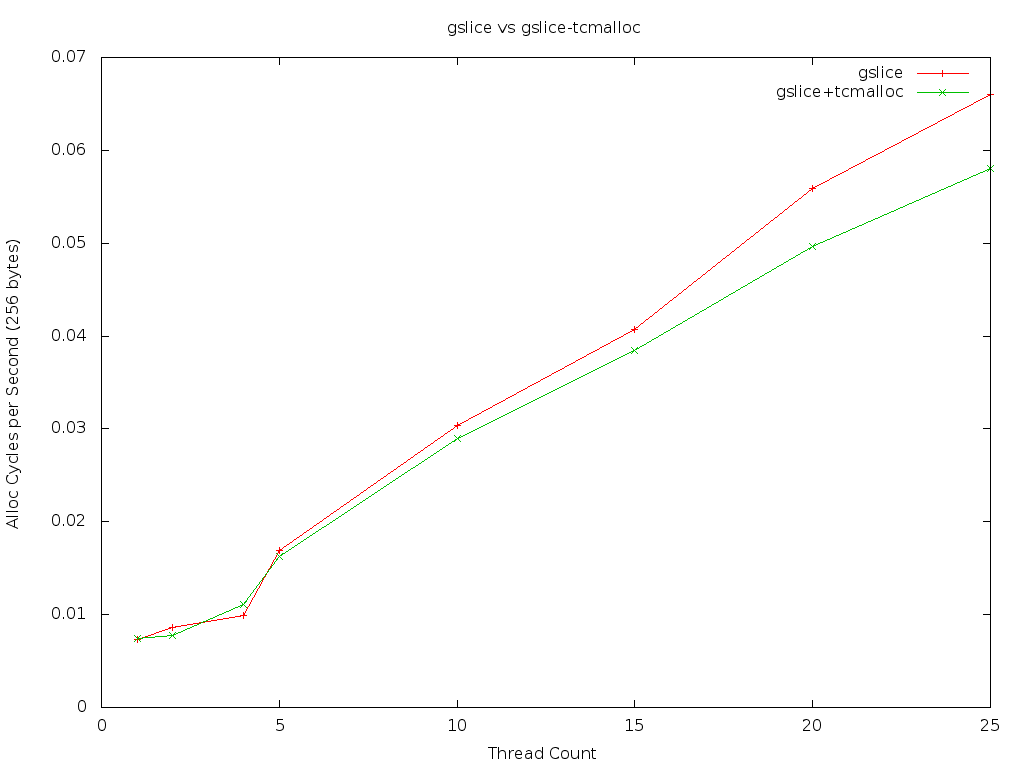 gslice vs gslice-tcmalloc
gslice
gslice+tcmalloc
0.07
0.06
0.05
0.04
0.03
0.02
0.01
0
Alloc Cycles per Second (256 bytes)
0 5 10 15 20 25
Thread Count